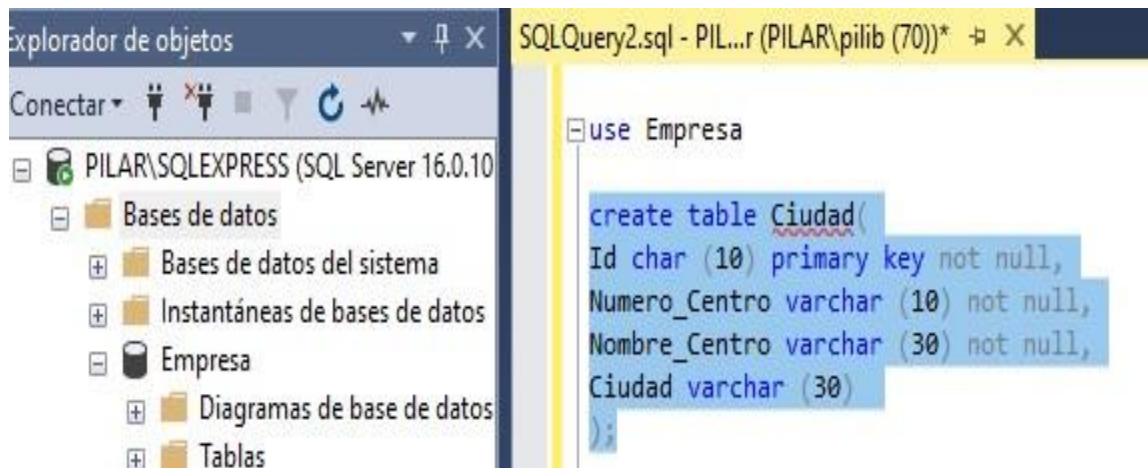 Explorador de objetos
Conectar
PILAR\SQLEXPRESS (SQL Server 16.0.10
Bases de datos
Bases de datos del sistema
Instantáneas de bases de datos
Empresa
Diagramas de base de datos
Tablas
SQLQuery2.sql - PIL...r (PILAR\pilib (70))*
use Empresa
create table Ciudad(
Id char (10) primary key not null,
Numero_Centro varchar (10) not null,
Nombre_Centro varchar (30) not null,
Ciudad varchar (30)
);